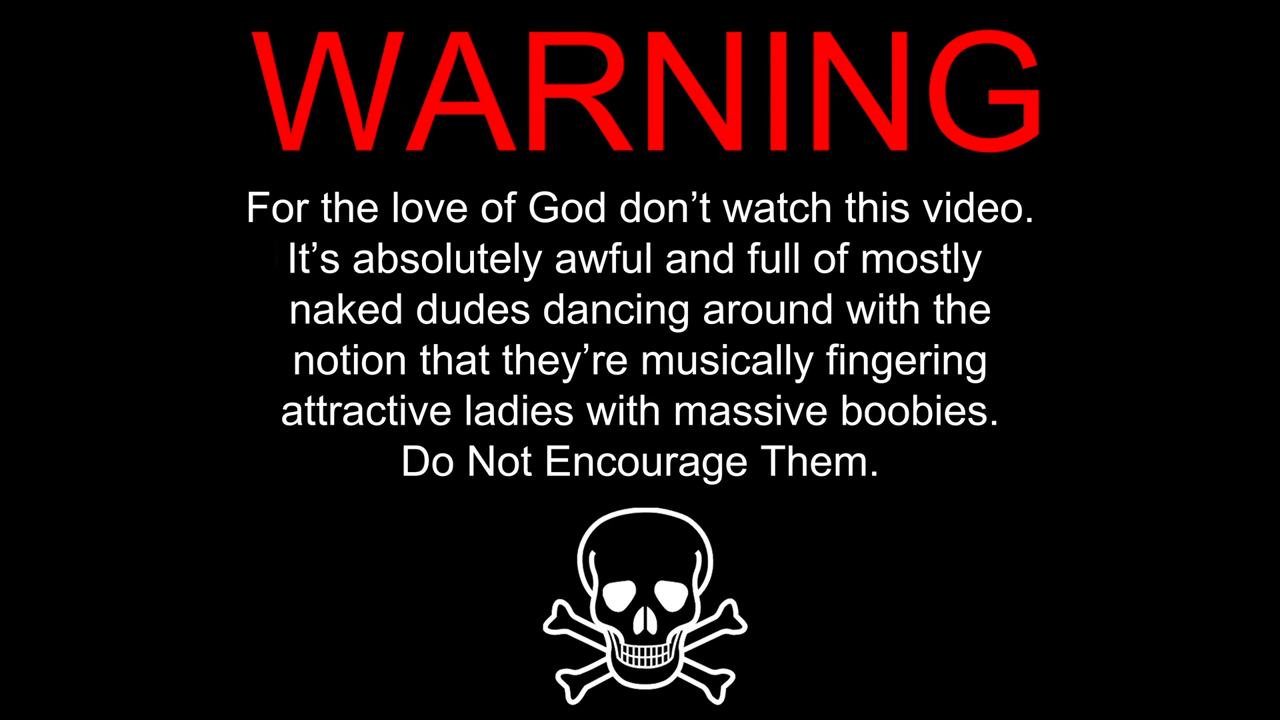 WARNING
For the love of God don’t watch this video.
It’s absolutely awful and full of mostly
naked dudes dancing around with the
notion that they’re musically fingering
attractive ladies with massive boobies.
Do Not Encourage Them.